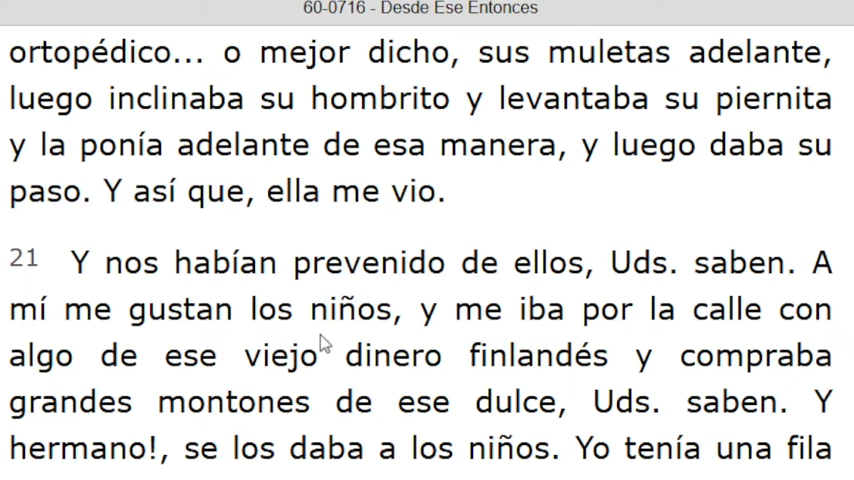 60-0716 - Desde Ese Entonces
ortopédico... o mejor dicho, sus muletas adelante,
luego inclinaba su hombrito y levantaba su piernita
y la ponía adelante de esa manera, y luego daba su
paso. Y así que, ella me vio.
21 Y nos habían prevenido de ellos, Uds. saben. A
mí me gustan los niños, y me iba por la calle con
algo de ese viejo dinero finlandés y compraba
grandes montones de ese dulce, Uds. saben. Y
hermano!, se los daba a los niños. Yo tenía una fila